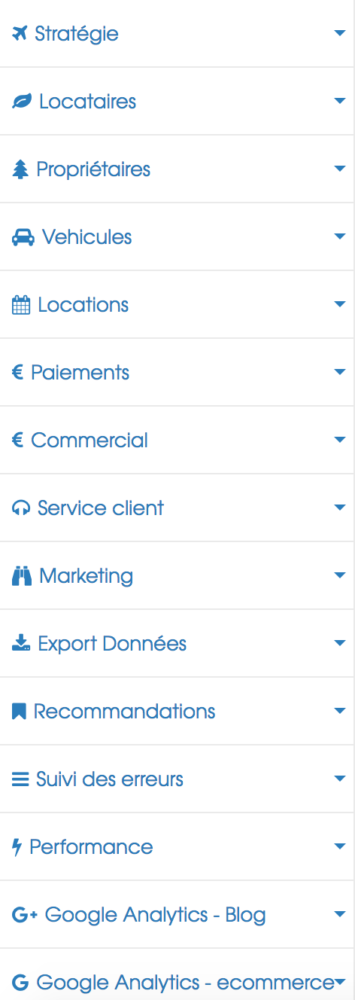 Stratégie
Locataires
Propriétaires
Vehicules
Locations
€ Paiements
€ Commercial
Service client
Marketing
Export Données
Recommandations
Suivi des erreurs
Performance
G+ Google Analytics - Blog
G Google Analytics - ecommerce